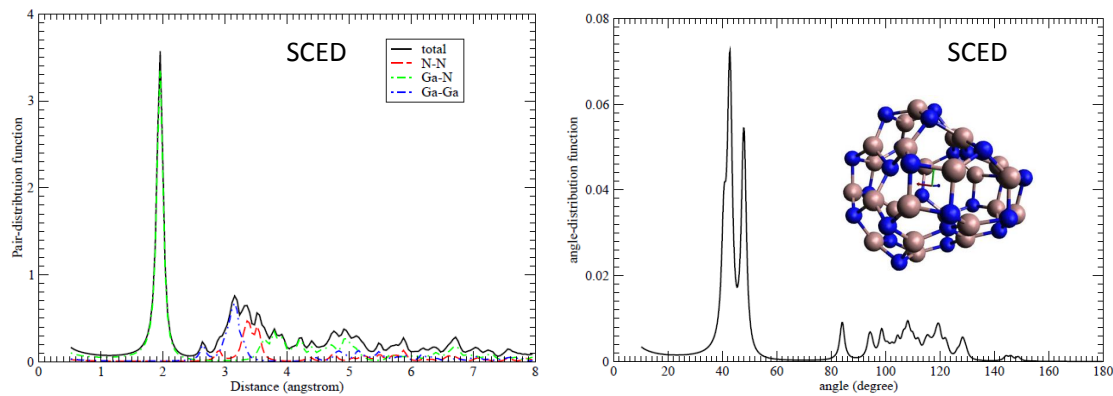 SCED
total
N-N
Ga-N
Ga-Ga
Pair-distribution function
4
3
2
1
0
0 1 2 3 4 5 6 7 8
Distance (angstrom)
SCED
angle-distribution function
0.08
0.06
0.04
0.02
0
0 20 40 60 80 100 120 140 160 180
angle (degree)